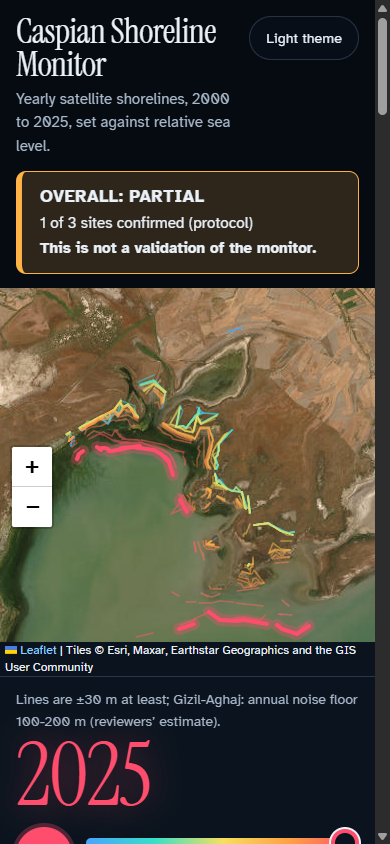 Caspian Shoreline
Monitor
Light theme
Yearly satellite shorelines, 2000
to 2025, set against relative sea
level.
OVERALL: PARTIAL
1 of 3 sites confirmed (protocol)
This is not a validation of the monitor.
+
−
Leaflet | Tiles © Esri, Maxar, Earthstar Geographics and the GIS
User Community
Lines are ±30 m at least; Gizil-Aghaj: annual noise floor
100-200 m (reviewers' estimate).
2025